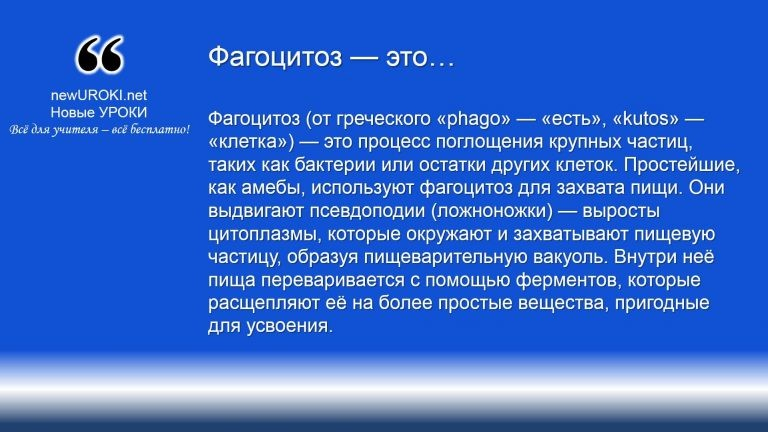 “
newUROKI.net
Новые УРОКИ
Всё для учителя – всё бесплатно!
Фагоцитоз — это…
Фагоцитоз (от греческого «phago» — «есть», «kutos» —
«клетка») — это процесс поглощения крупных частиц,
таких как бактерии или остатки других клеток. Простейшие,
как амебы, используют фагоцитоз для захвата пищи. Они
выдвигают псевдоподии (ложноножки) — выросты
цитоплазмы, которые окружают и захватывают пищевую
частицу, образуя пищеварительную вакуоль. Внутри неё
пища переваривается с помощью ферментов, которые
расщепляют её на более простые вещества, пригодные
для усвоения.